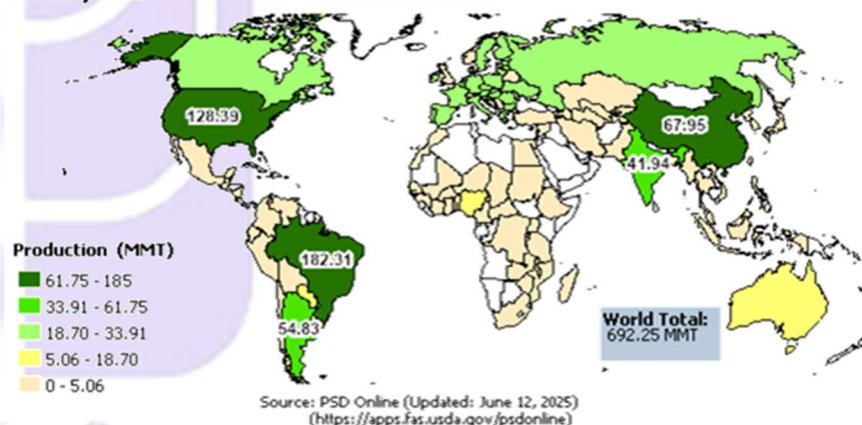 128.39
67.95
41.94
182.31
54.83
Production (MMT)
61.75 - 185
33.91 - 61.75
18.70 - 33.91
5.06 - 18.70
0 - 5.06
World Total:
692.25 MMT
Source: PSD Online (Updated: June 12, 2025)
(https://apps.fas.usda.gov/psdonline)